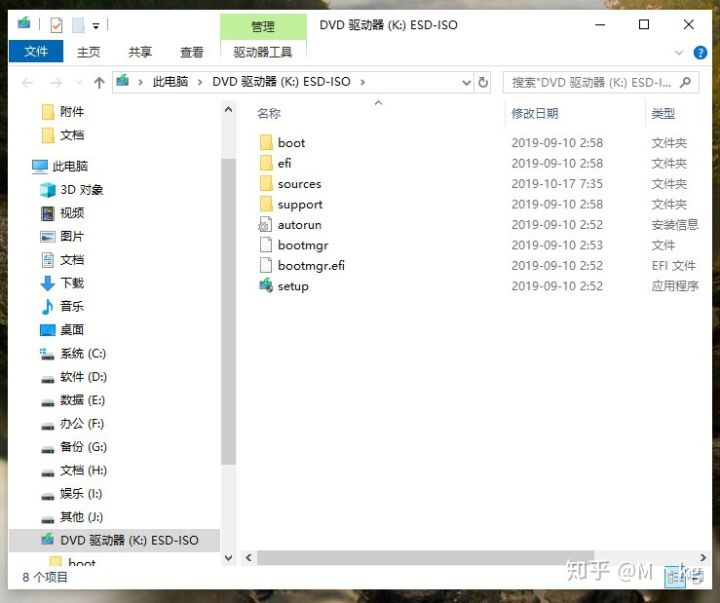 管理
DVD 驱动器 (K:) ESD-ISO
文件 主页 共享 查看 驱动器工具
此电脑 › DVD 驱动器 (K:) ESD-ISO ›
搜索"DVD 驱动器 (K:) ESD-I...
附件
文档
此电脑
3D 对象
视频
图片
文档
下载
音乐
桌面
系统 (C:)
软件 (D:)
数据 (E:)
办公 (F:)
备份 (G:)
文档 (H:)
娱乐 (I:)
其他 (J:)
DVD 驱动器 (K:) ESD-ISO
boot
名称 修改日期 类型
boot 2019-09-10 2:58 文件夹
efi 2019-09-10 2:58 文件夹
sources 2019-10-17 7:35 文件夹
support 2019-09-10 2:58 文件夹
autorun 2019-09-10 2:52 安装信息
bootmgr 2019-09-10 2:53 文件
bootmgr.efi 2019-09-10 2:52 EFI 文件
setup 2019-09-10 2:52 应用程序
8 个项目
知乎